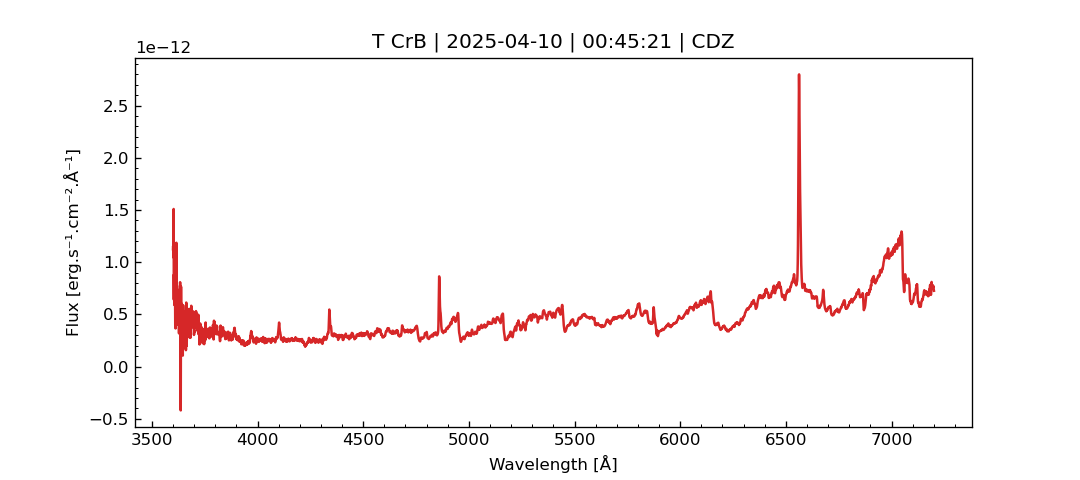 T CrB | 2025-04-10 | 00:45:21 | CDZ
1e−12
2.5
2.0
1.5
1.0
0.5
0.0
−0.5
Flux [erg.s⁻¹.cm⁻².Å⁻¹]
3500 4000 4500 5000 5500 6000 6500 7000
Wavelength [Å]